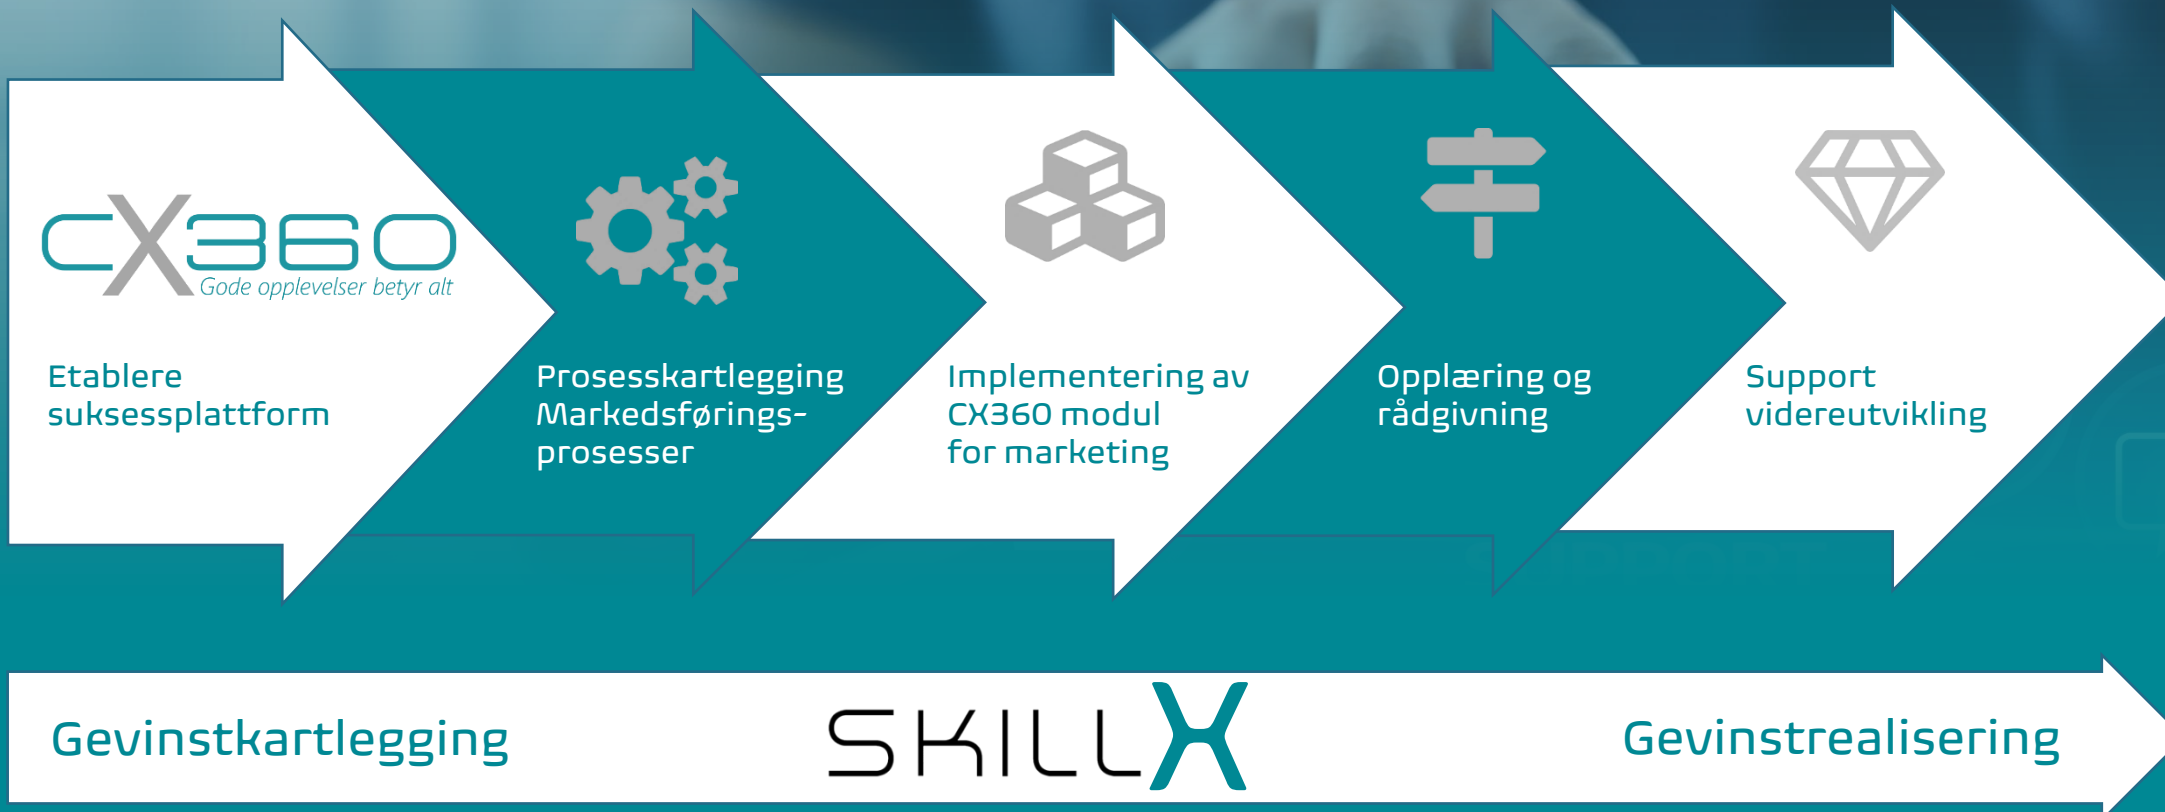 CX360
Gode opplevelser betyr alt
Etablere
suksessplattform
Prosesskartlegging
Markedsførings-
prosesser
Implementering av
CX360 modul
for marketing
Opplæring og
rådgivning
Support
videreutvikling
Gevinstkartlegging
SKILLX
Gevinstrealisering